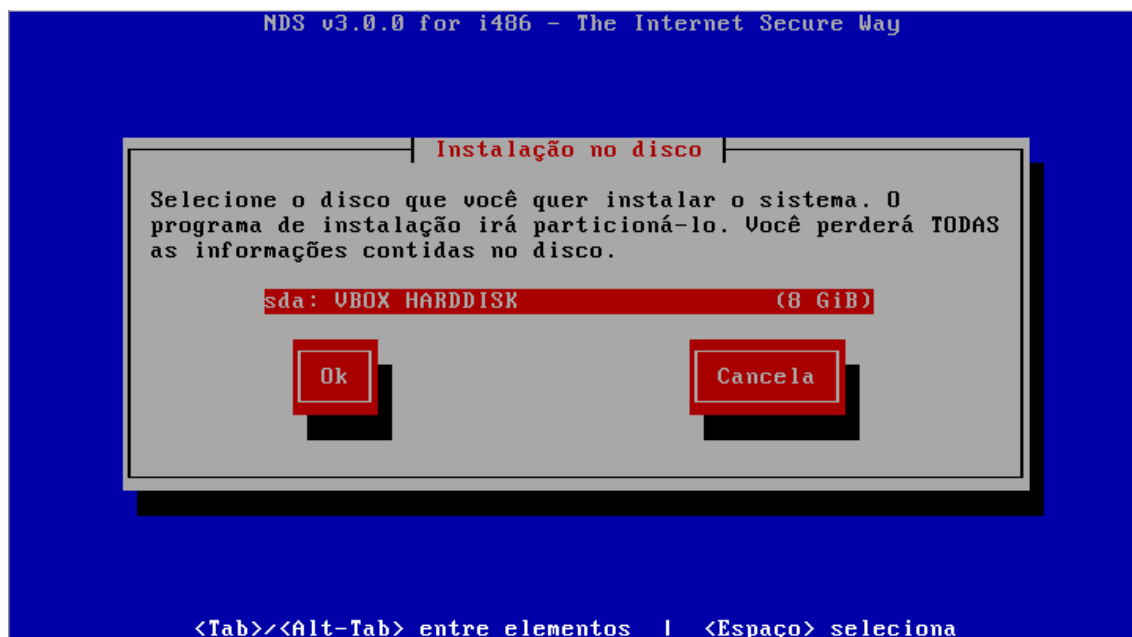 NDS v3.0.0 for i486 - The Internet Secure Way
Instalação no disco
Selecione o disco que você quer instalar o sistema. O
programa de instalação irá particioná-lo. Você perderá TODAS
as informações contidas no disco.
sda: VBOX HARDDISK (8 GiB)
Ok Cancela
<Tab>/<Alt-Tab> entre elementos | <Espaço> seleciona